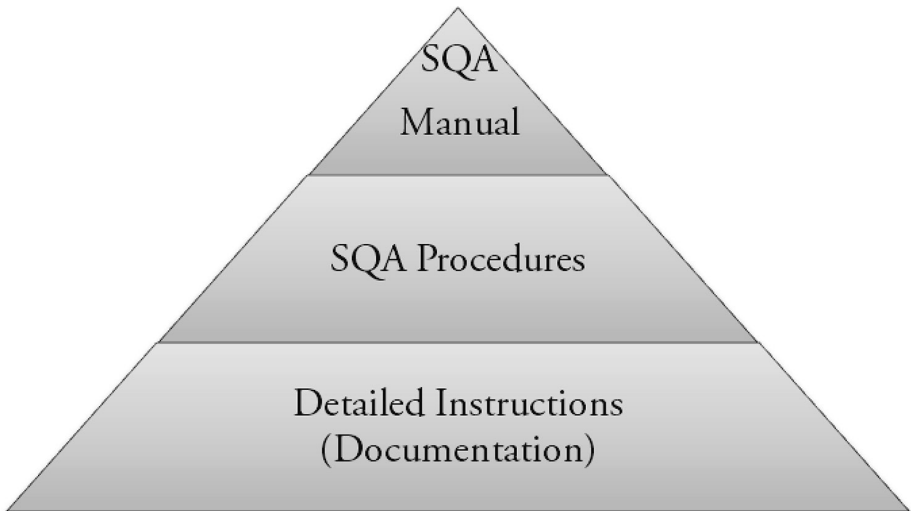 SQA
Manual
SQA Procedures
Detailed Instructions
(Documentation)